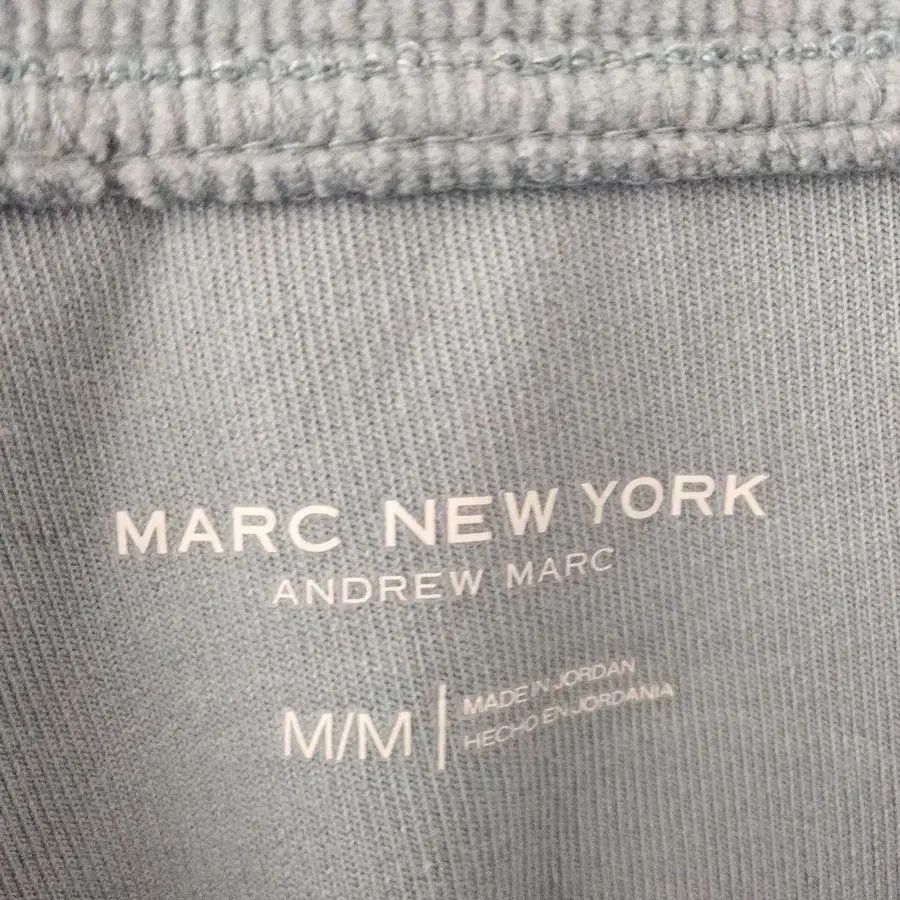 MARC NEW YORK
ANDREW MARC
M/M
MADE IN JORDAN
HECHO EN JORDANIA